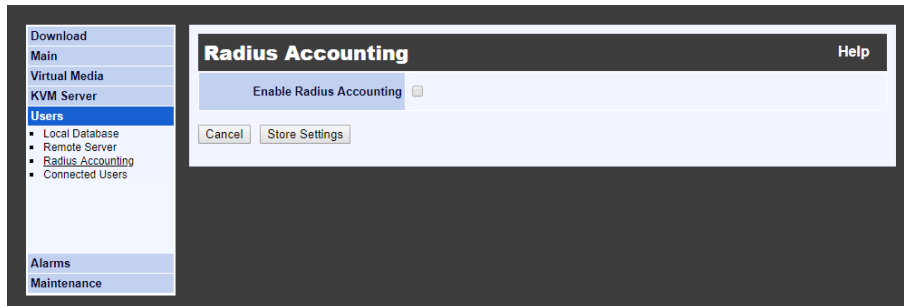 Download
Main
Virtual Media
KVM Server
Users
Local Database
Remote Server
Radius Accounting
Connected Users
Alarms
Maintenance
Radius Accounting
Help
Enable Radius Accounting
Cancel
Store Settings